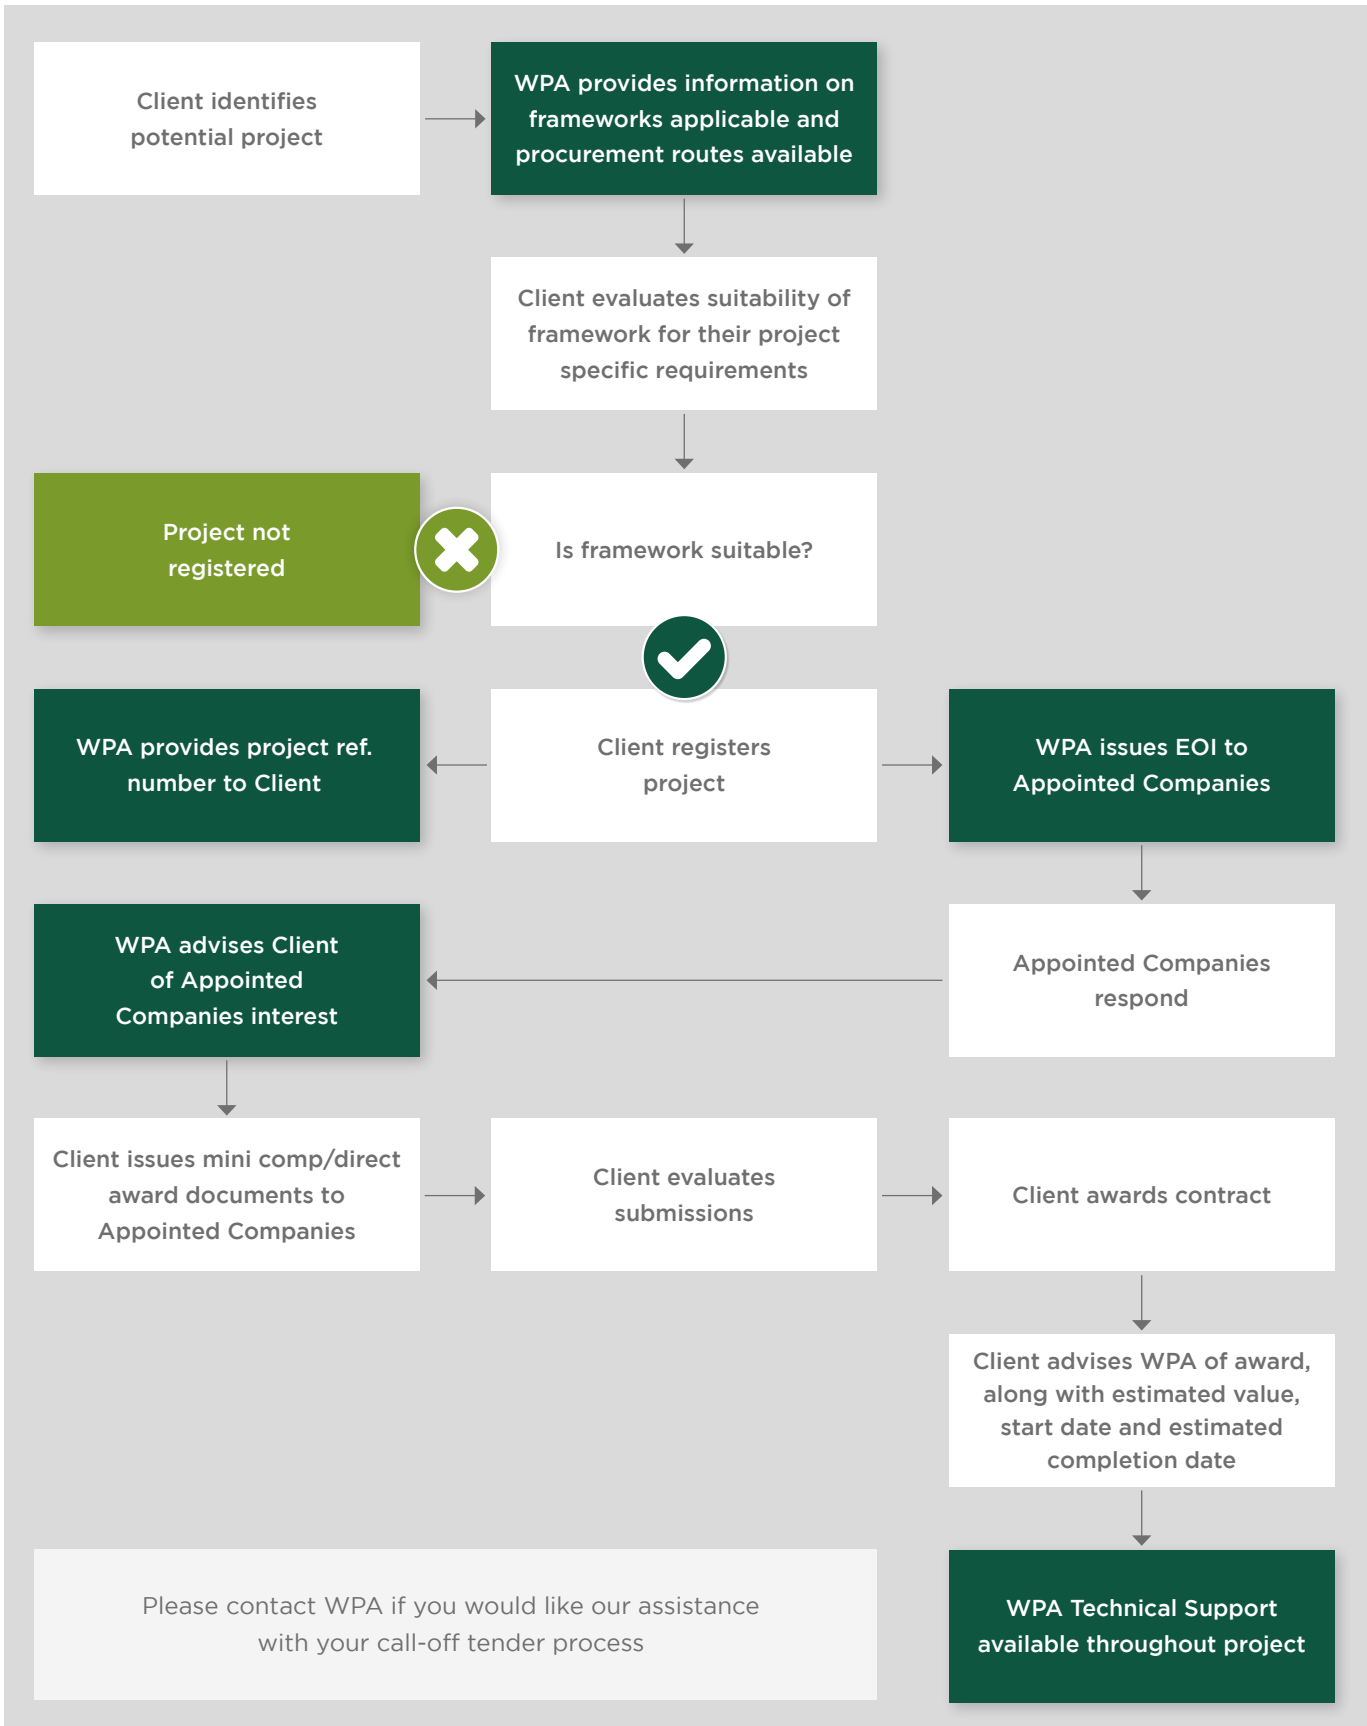 Client identifies
potential project
WPA provides information on
frameworks applicable and
procurement routes available
Client evaluates suitability of
framework for their project
specific requirements
Project not
registered
Is framework suitable?
WPA provides project ref.
number to Client
Client registers
project
WPA issues EOI to
Appointed Companies
WPA advises Client
of Appointed
Companies interest
Appointed Companies
respond
Client issues mini comp/direct
award documents to
Appointed Companies
Client evaluates
submissions
Client awards contract
Client advises WPA of award,
along with estimated value,
start date and estimated
completion date
Please contact WPA if you would like our assistance
with your call-off tender process
WPA Technical Support
available throughout project